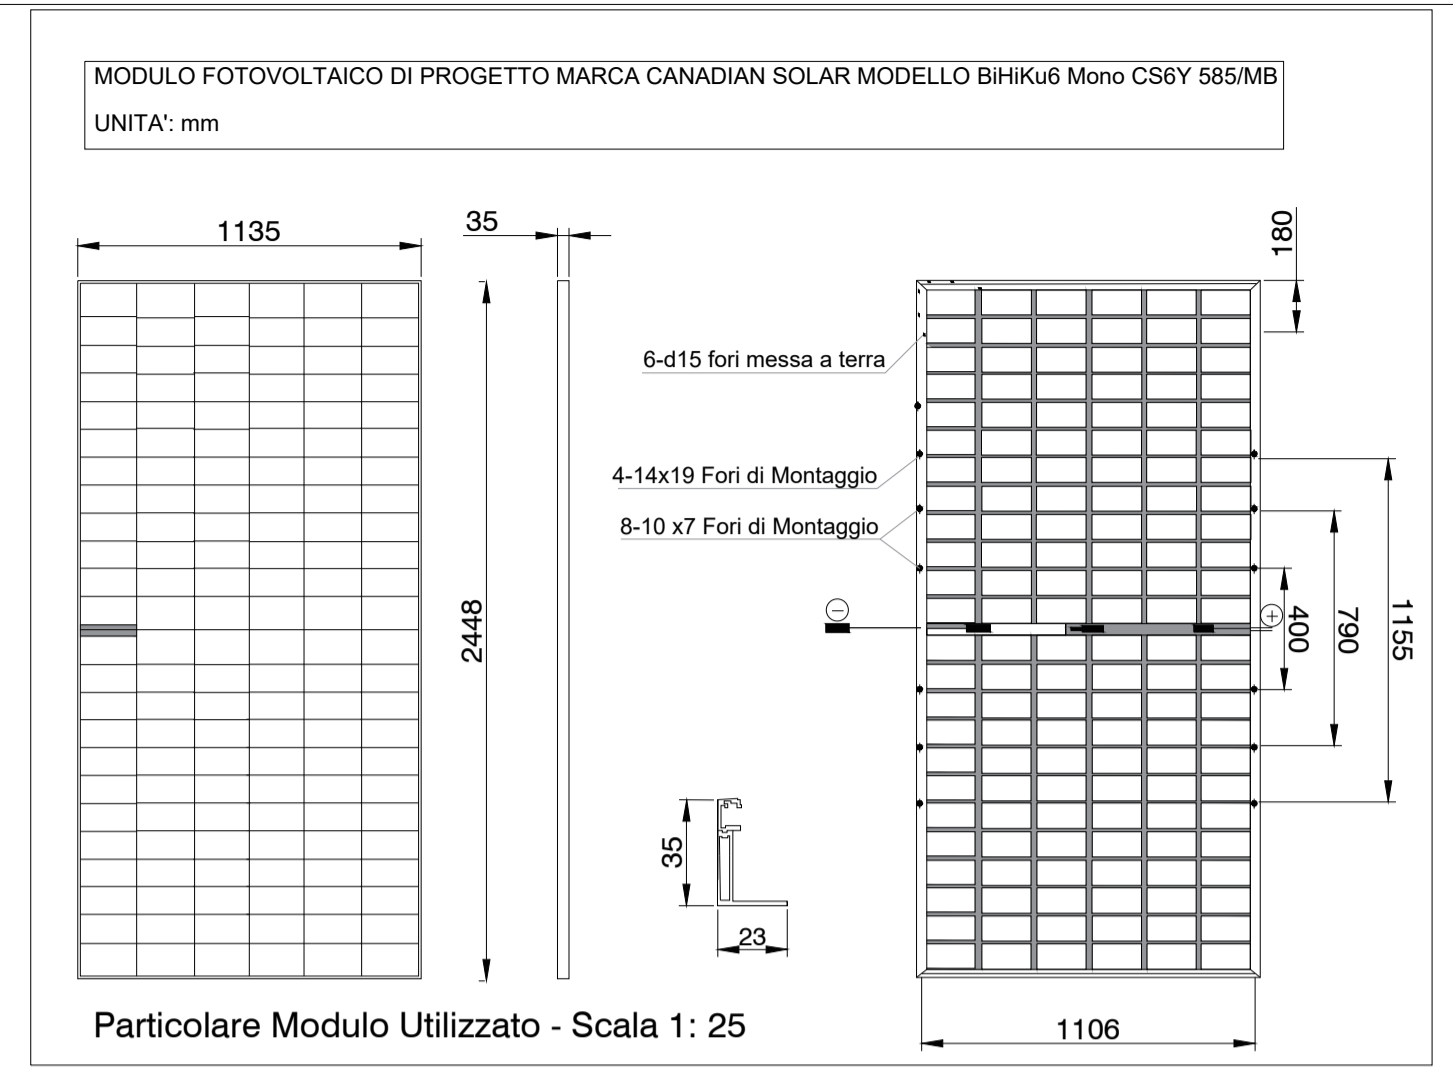 MODULO FOTOVOLTAICO DI PROGETTO MARCA CANADIAN SOLAR MODELLO BiHiKu6 Mono CS6Y 585/MB
UNITA': mm
1135
35
180
6-d15 fori messa a terra
4-14x19 Fori di Montaggio
8-10 x7 Fori di Montaggio
2448
−
+
400
790
1155
35
23
1106
Particolare Modulo Utilizzato - Scala 1: 25